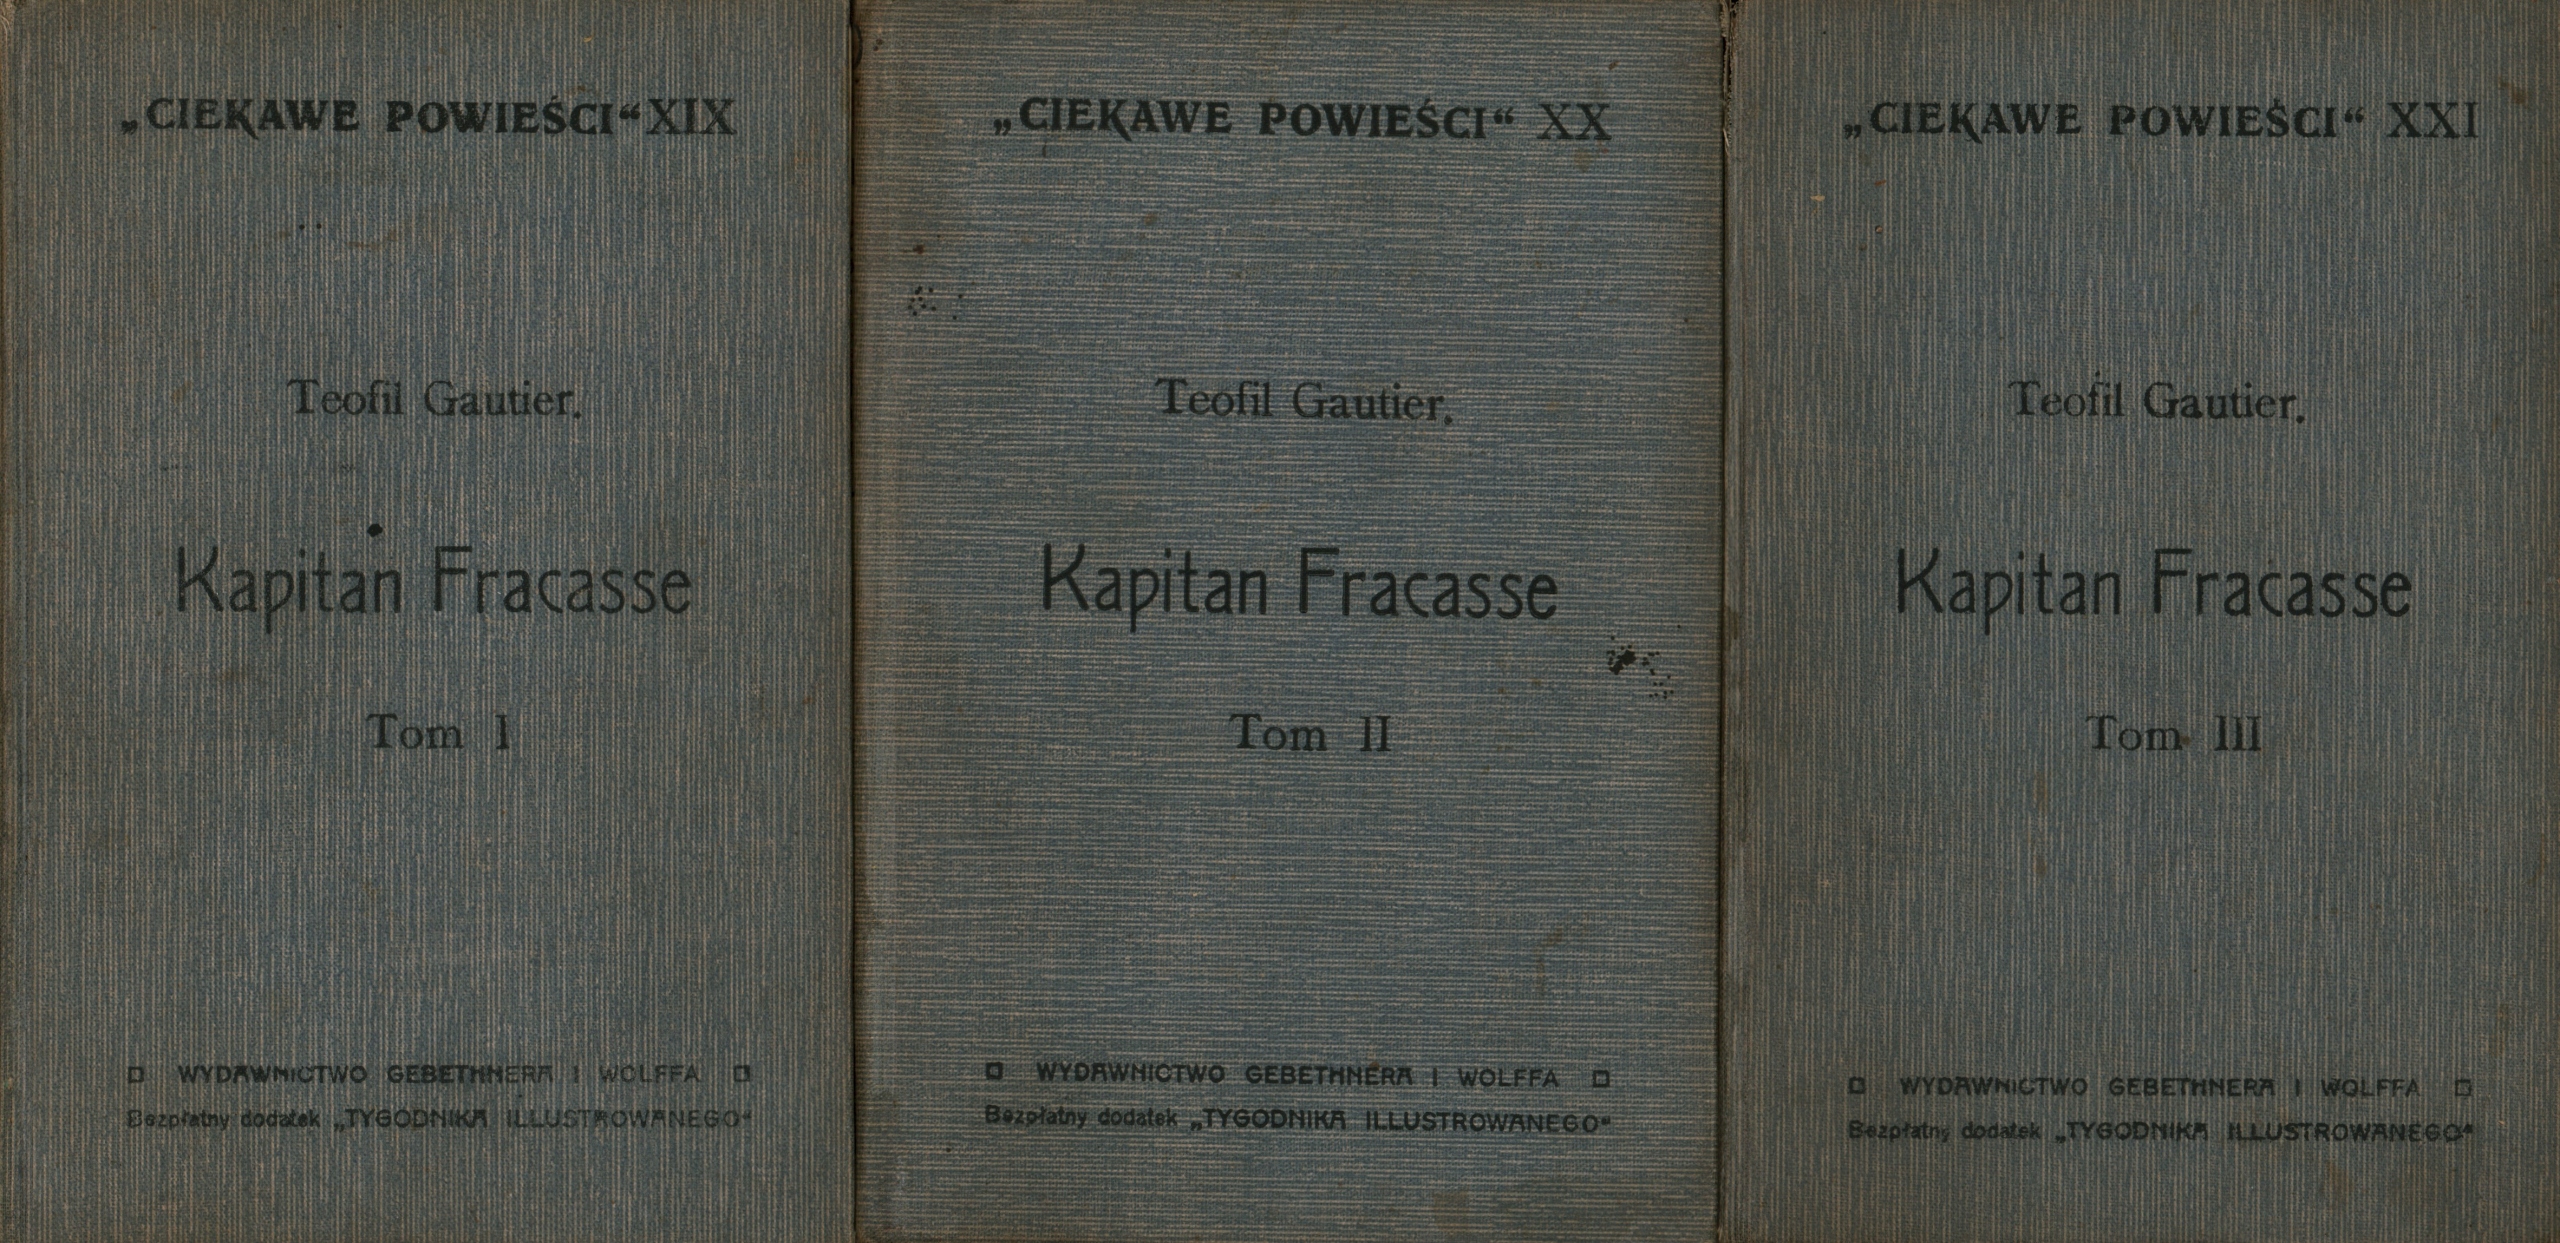 „CIEKAWE POWIEŚCI“ XIX
Teofil Gautier.
Kapitan Fracasse
Tom I
WYDAWNICTWO GEBETHNERA I WOLFFA
Bezpłatny dodatek „TYGODNIKA ILLUSTROWANEGO“
„CIEKAWE POWIEŚCI“ XX
Teofil Gautier.
Kapitan Fracasse
Tom II
WYDAWNICTWO GEBETHNERA I WOLFFA
Bezpłatny dodatek „TYGODNIKA ILLUSTROWANEGO“
„CIEKAWE POWIEŚCI“ XXI
Teofil Gautier.
Kapitan Fracasse
Tom III
WYDAWNICTWO GEBETHNERA I WOLFFA
Bezpłatny dodatek „TYGODNIKA ILLUSTROWANEGO“